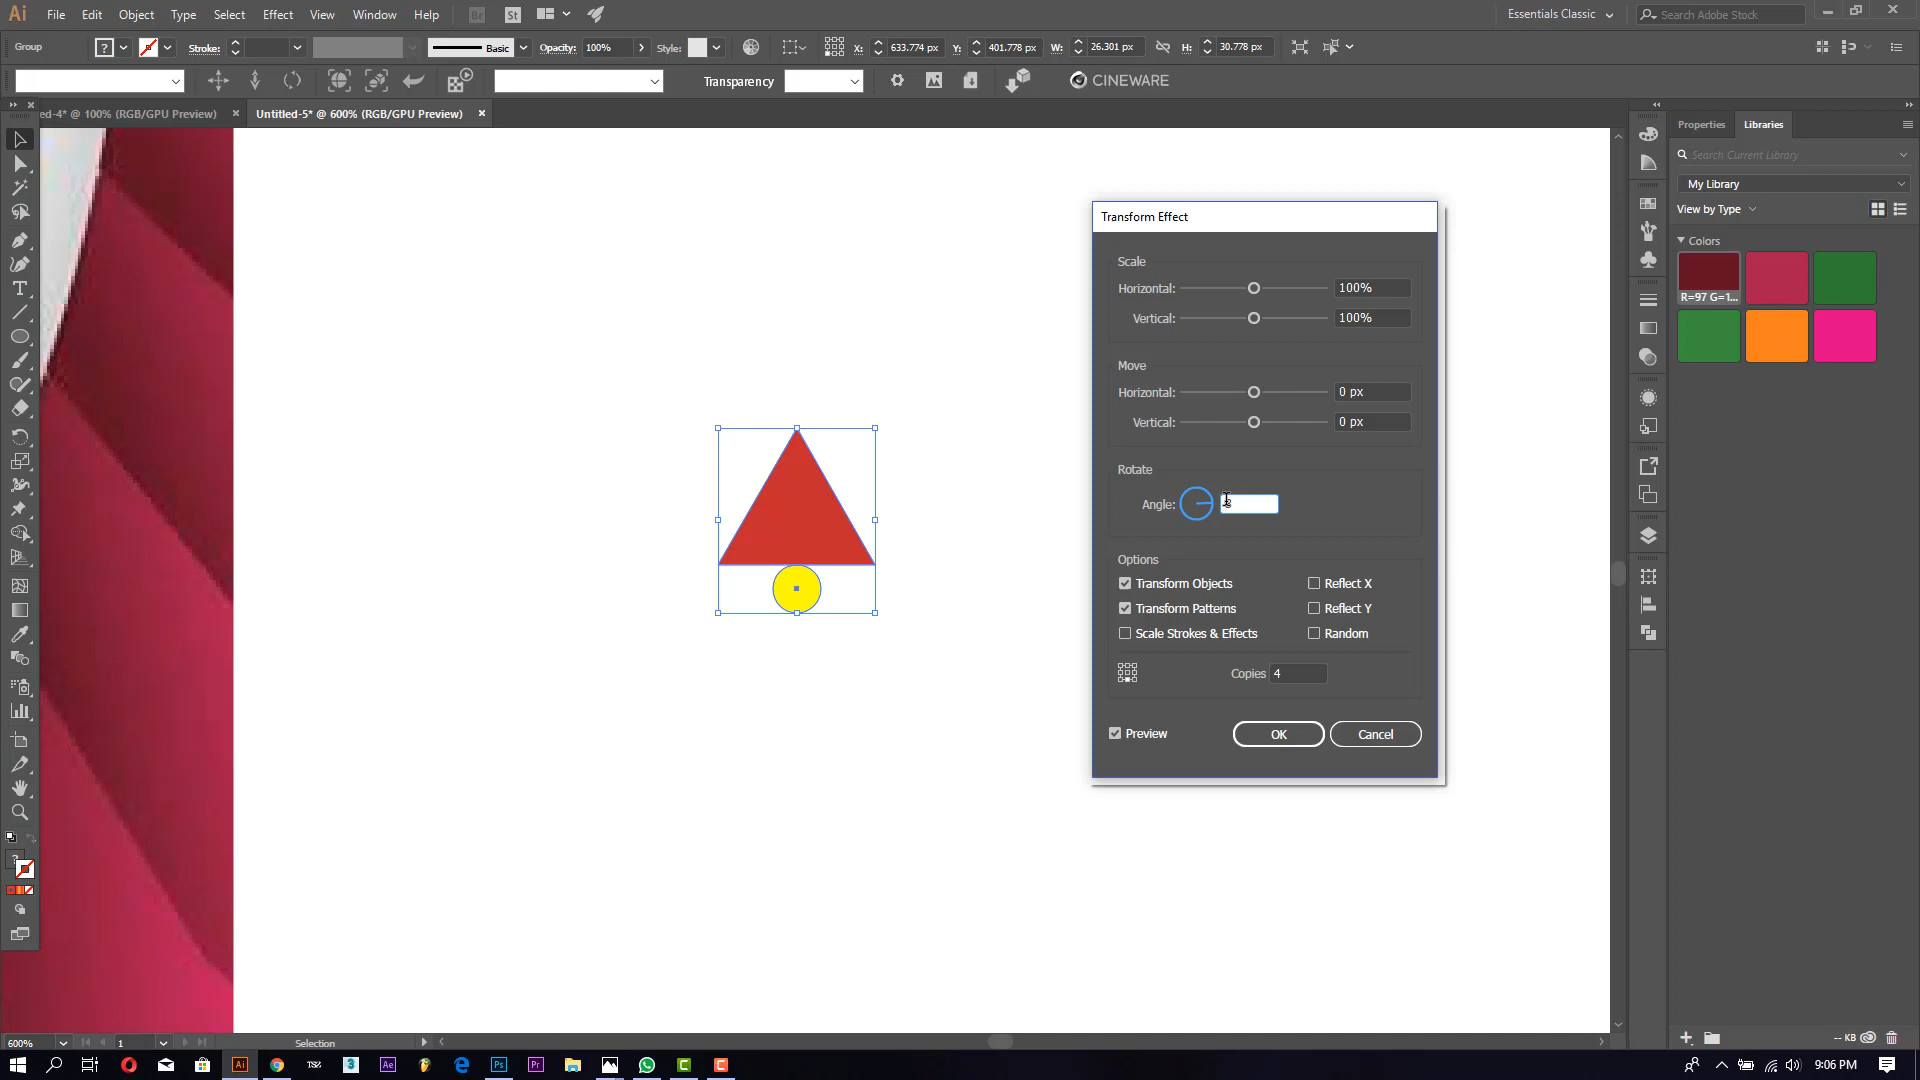 Ai File Edit Object Type Select Effect View Window Help Br St Essentials Classic Search Adobe Stock
Group ? Stroke: Basic Opacity: 100% Style: X: 633.774 px Y: 401.778 px W: 26.301 px H: 30.778 px
Transparency CINEWARE
ed-4* @ 100% (RGB/GPU Preview) Untitled-5* @ 600% (RGB/GPU Preview)
Properties Libraries
Search Current Library
My Library
View by Type
Colors
R=97 G=1...
Transform Effect
Scale
Horizontal: 100%
Vertical: 100%
Move
Horizontal: 0 px
Vertical: 0 px
Rotate
Angle:
Options
Transform Objects Reflect X
Transform Patterns Reflect Y
Scale Strokes & Effects Random
Copies 4
Preview OK Cancel
600% 1 Selection
-- KB
9:06 PM